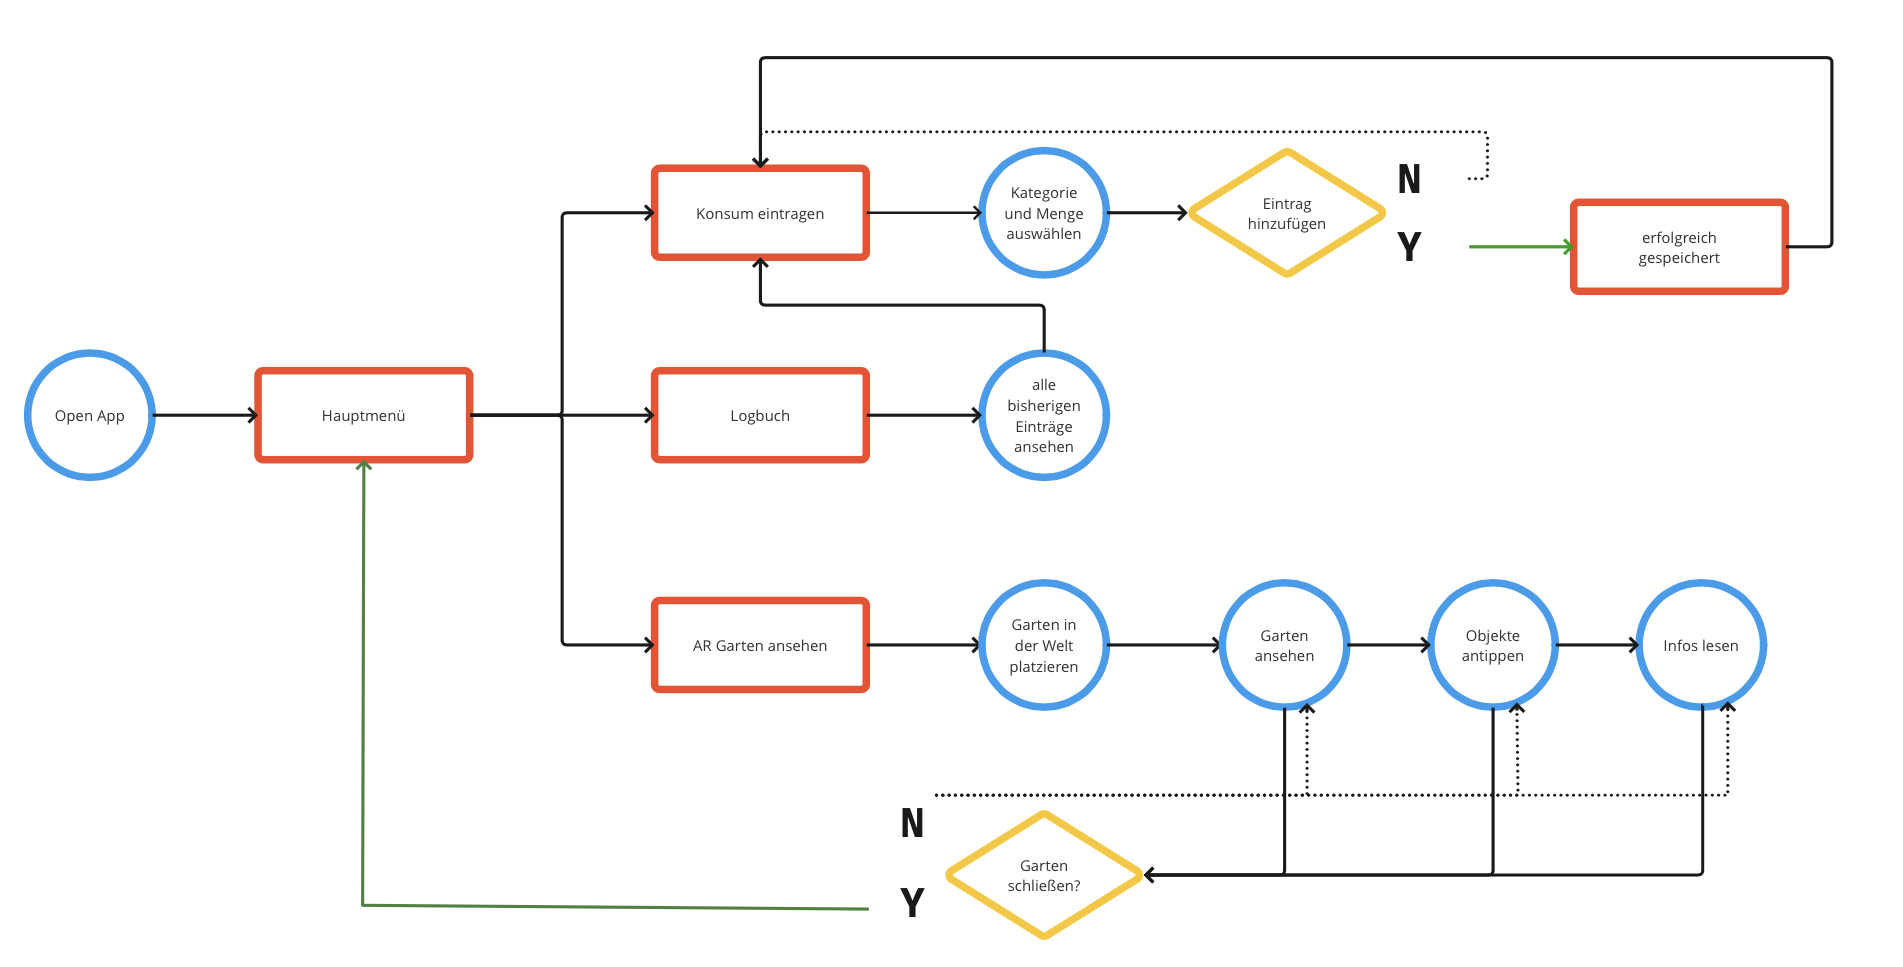 Kategorie
und Menge
auswählen
Konsum eintragen
Eintrag
hinzufügen
N
Y
erfolgreich
gespeichert
Open App
Hauptmenü
Logbuch
alle
bisherigen
Einträge
ansehen
AR Garten ansehen
Garten in
der Welt
platzieren
Garten
ansehen
Objekte
antippen
Infos lesen
N
Y
Garten
schließen?